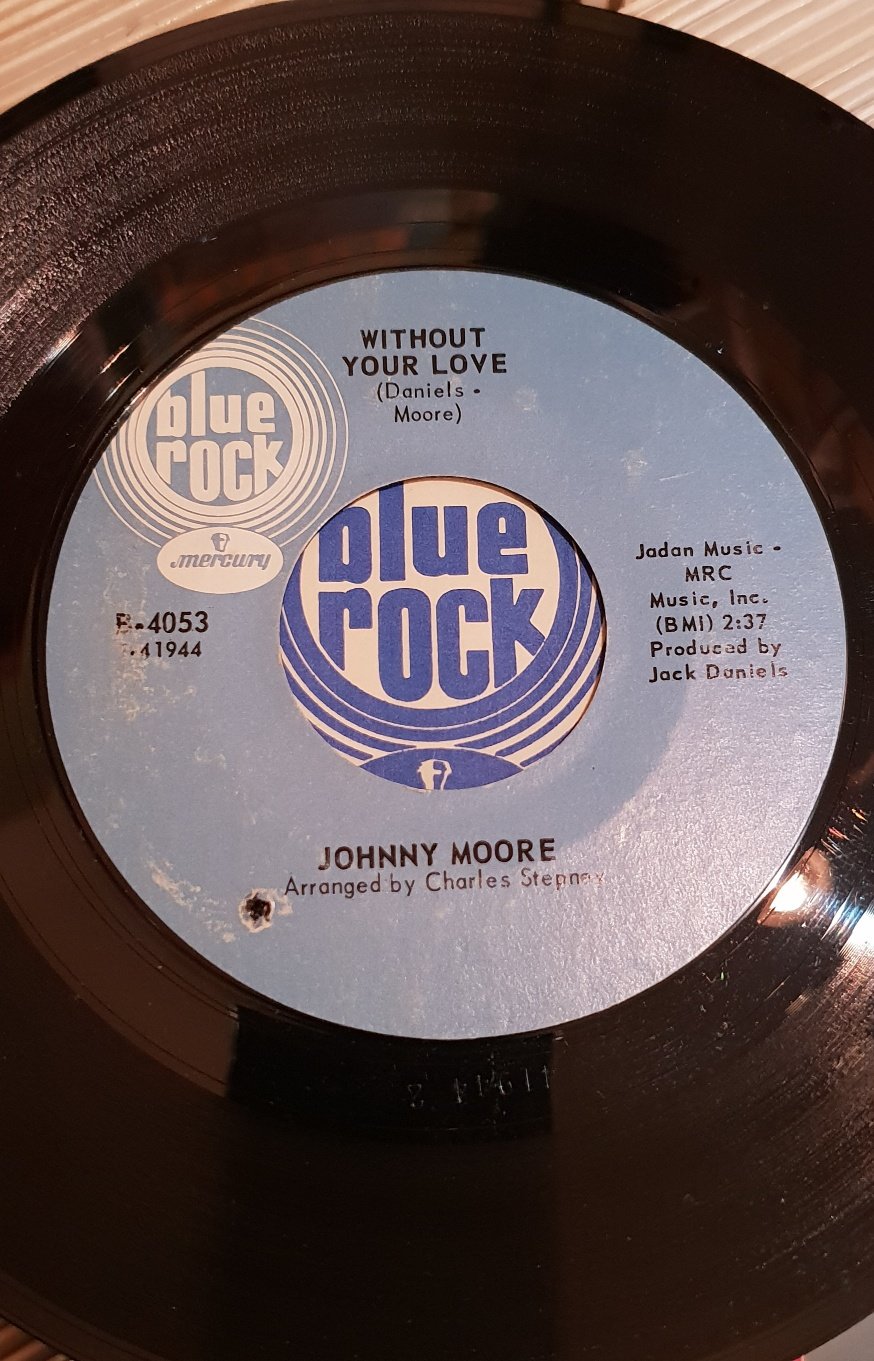 WITHOUT
YOUR LOVE
(Daniels -
Moore)
blue
rock
mercury
B-4053
41944
blue
rock
Jadan Music -
MRC
Music, Inc.
(BMI) 2:37
Produced by
Jack Daniels
JOHNNY MOORE
Arranged by Charles Stepney
41944